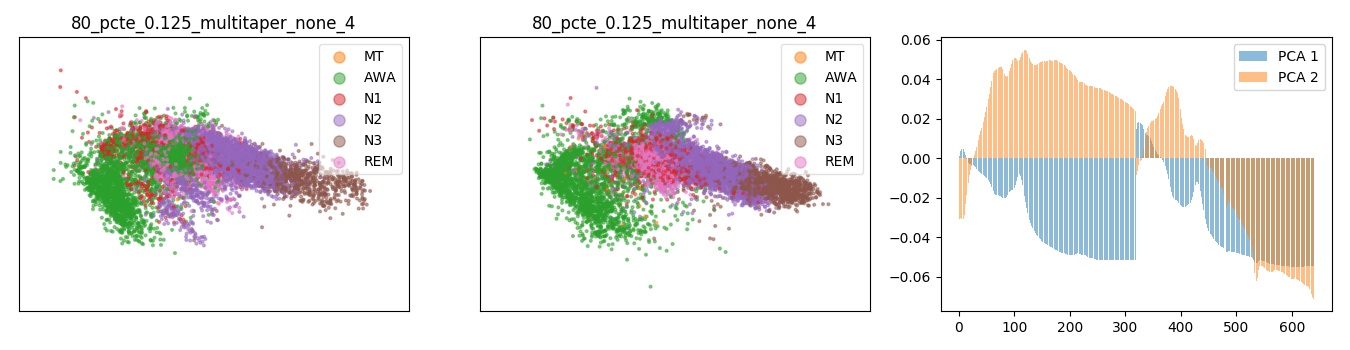 80_pcte_0.125_multitaper_none_4
MT
AWA
N1
N2
N3
REM
80_pcte_0.125_multitaper_none_4
MT
AWA
N1
N2
N3
REM
PCA 1
PCA 2
0.06
0.04
0.02
0.00
−0.02
−0.04
−0.06
0 100 200 300 400 500 600